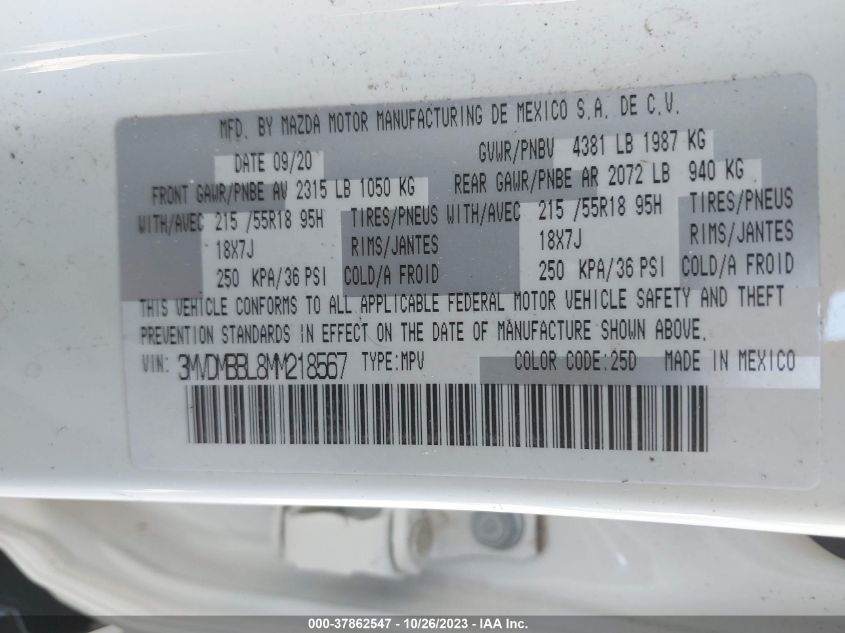 MFD. BY MAZDA MOTOR MANUFACTURING DE MEXICO S.A. DE C.V.
DATE 09/20 GVWR/PNBV 4381 LB 1987 KG
FRONT GAWR/PNBE AV 2315 LB 1050 KG REAR GAWR/PNBE AR 2072 LB 940 KG
WITH/AVEC 215 /55R18 95H TIRES/PNEUS WITH/AVEC 215 /55R18 95H TIRES/PNEUS
18X7J RIMS/JANTES 18X7J RIMS/JANTES
250 KPA/36 PSI COLD/A FROID 250 KPA/36 PSI COLD/A FROID
THIS VEHICLE CONFORMS TO ALL APPLICABLE FEDERAL MOTOR VEHICLE SAFETY AND THEFT
PREVENTION STANDARDS IN EFFECT ON THE DATE OF MANUFACTURE SHOWN ABOVE.
VIN: 3MVDMBBL8MM218567 TYPE:MPV COLOR CODE:25D MADE IN MEXICO
000-37862547 - 10/26/2023 - IAA Inc.